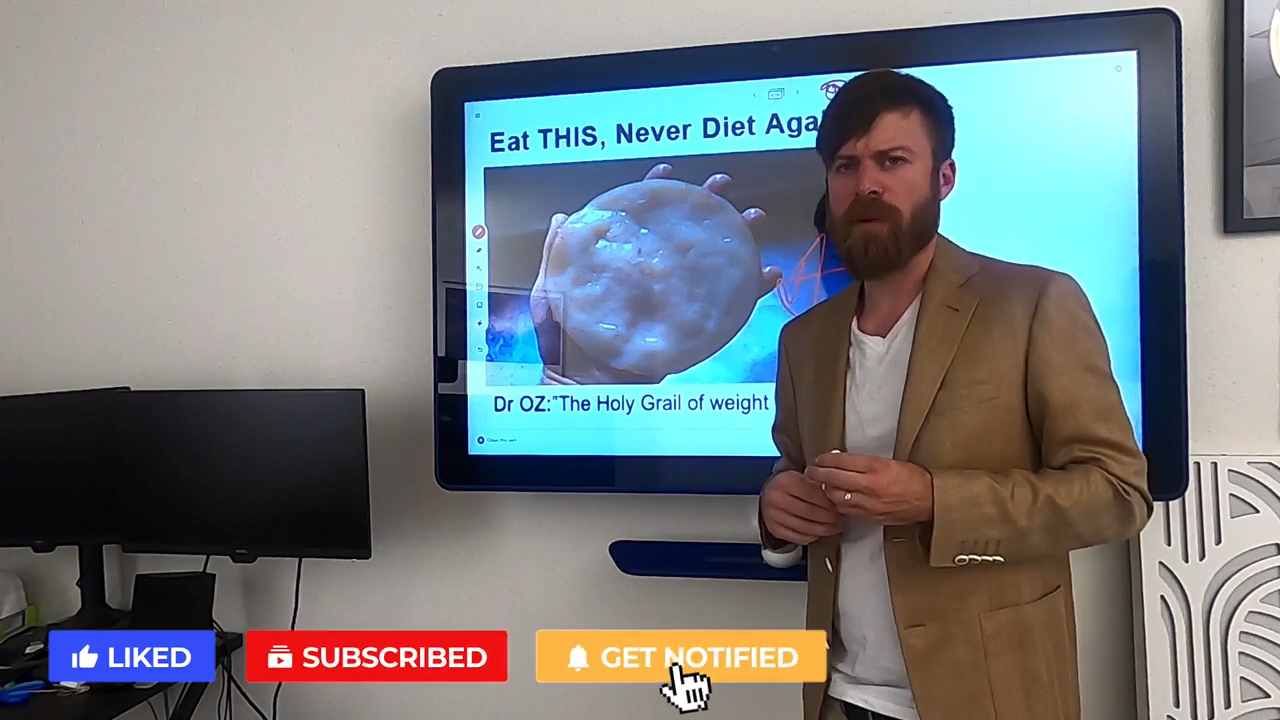 Eat THIS, Never Diet Aga
Dr OZ:"The Holy Grail of weight
LIKED
SUBSCRIBED
GET NOTIFIED